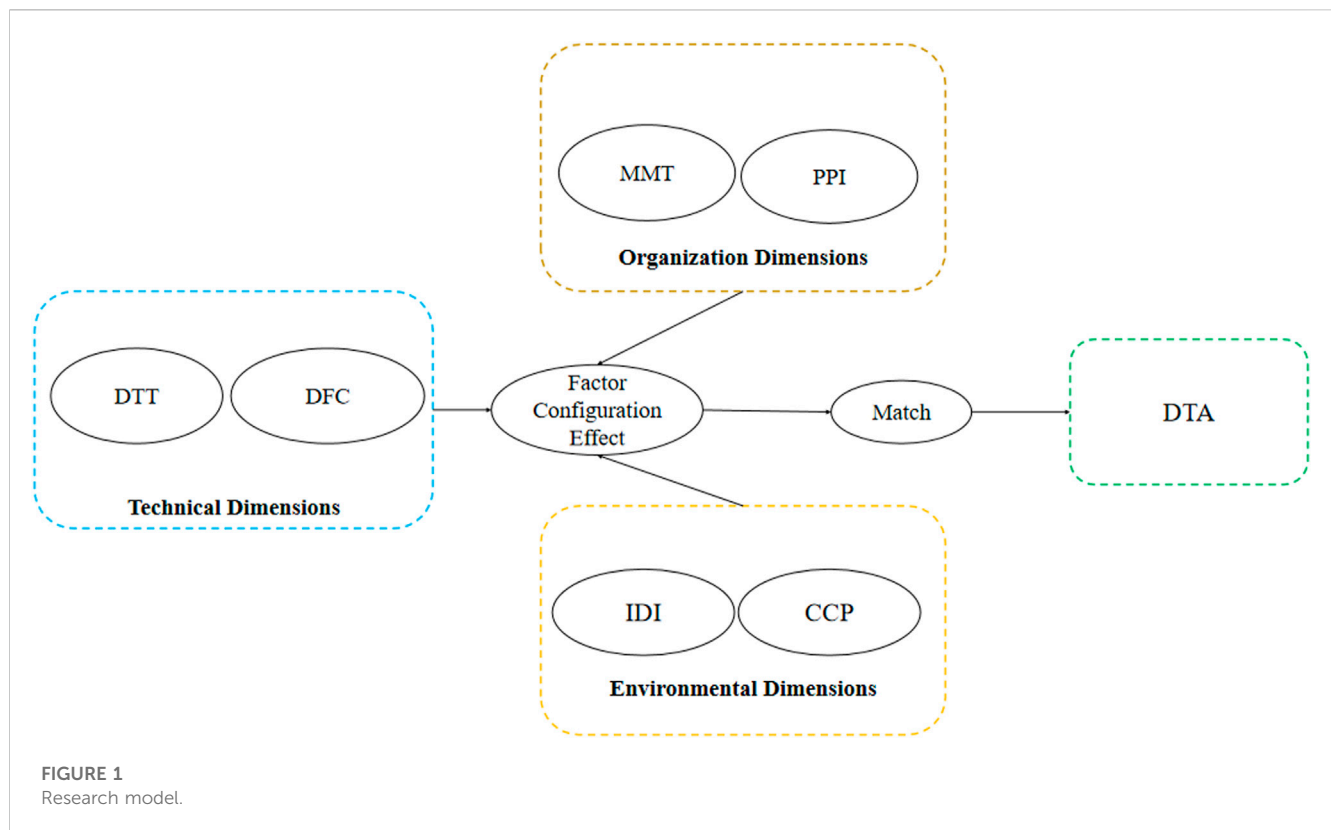 MMT
PPI
Organization Dimensions
DTT
DFC
Technical Dimensions
Factor
Configuration
Effect
Match
DTA
IDI
CCP
Environmental Dimensions
FIGURE 1
Research model.